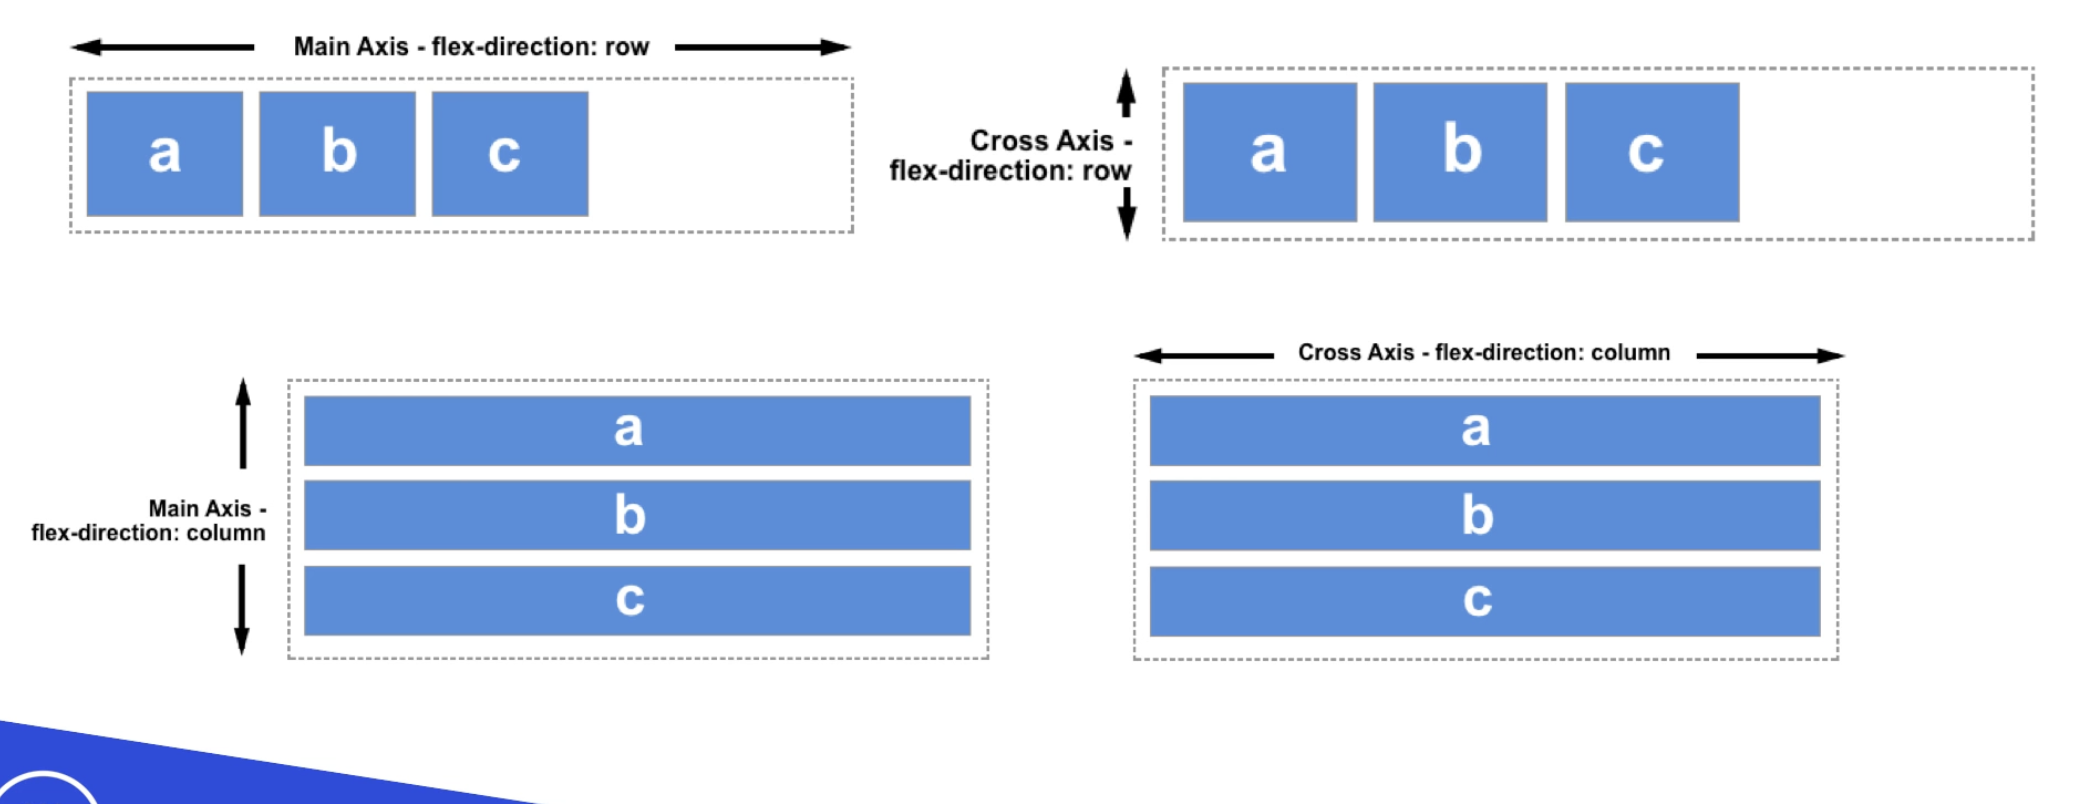 Main Axis - flex-direction: row
a b c
Cross Axis -
flex-direction: row
a b c
Main Axis -
flex-direction: column
a
b
c
Cross Axis - flex-direction: column
a
b
c